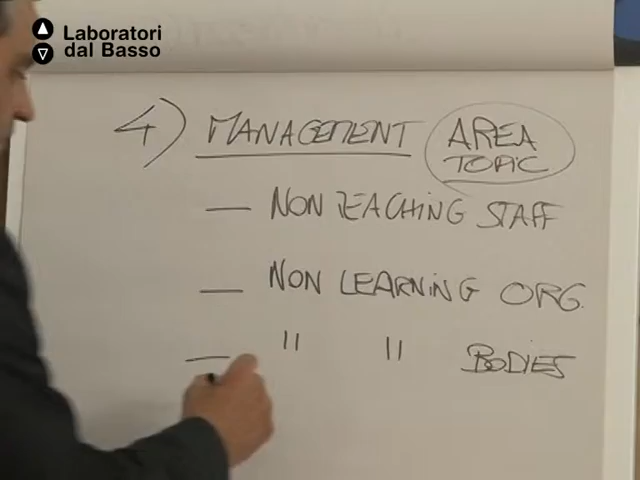 Laboratori
dal Basso
4) MANAGEMENT AREA TOPIC
— NON TEACHING STAFF
— NON LEARNING ORG.
— " " BODIES